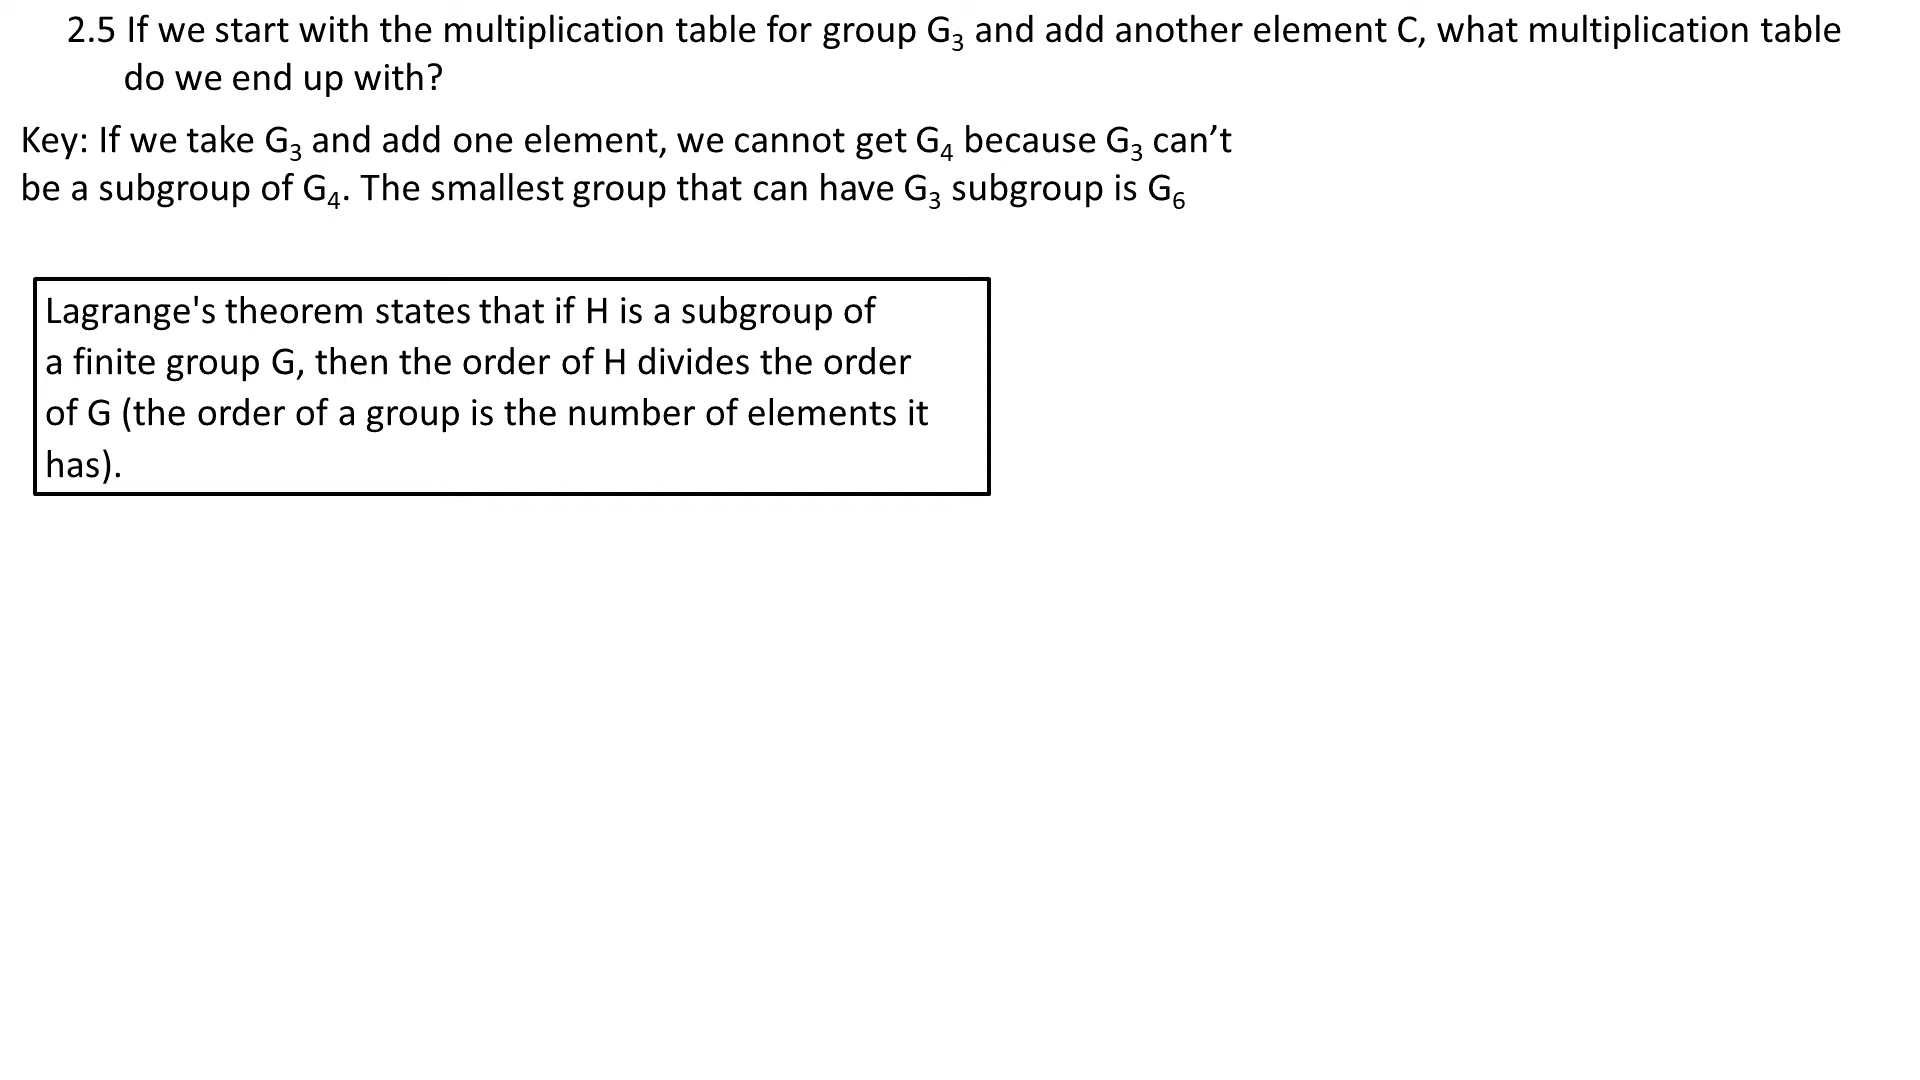 2.5 If we start with the multiplication table for group G₃ and add another element C, what multiplication table
do we end up with?
Key: If we take G₃ and add one element, we cannot get G₄ because G₃ can’t
be a subgroup of G₄. The smallest group that can have G₃ subgroup is G₆
Lagrange's theorem states that if H is a subgroup of
a finite group G, then the order of H divides the order
of G (the order of a group is the number of elements it
has).